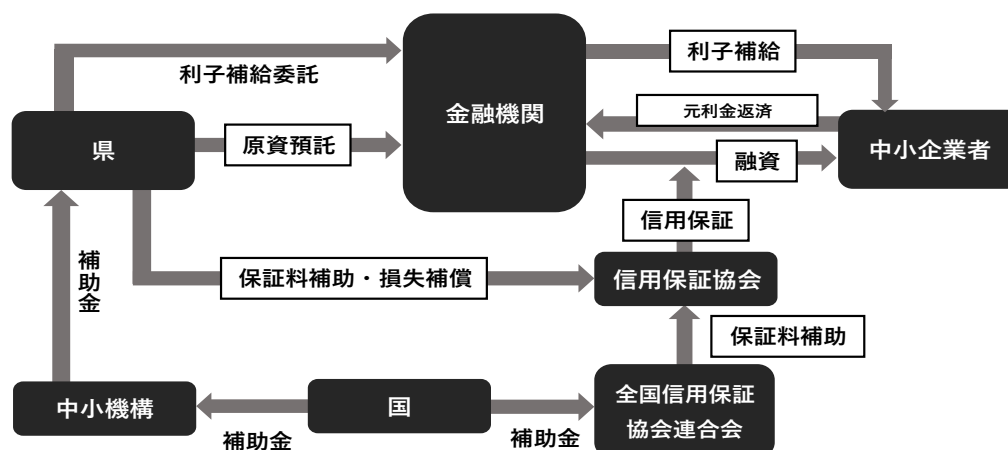 利子補給委託
金融機関
利子補給
元利金返済
県
原資預託
中小企業者
融資
信用保証
補助金
保証料補助・損失補償
信用保証協会
保証料補助
中小機構
国
全国信用保証
協会連合会
補助金
補助金